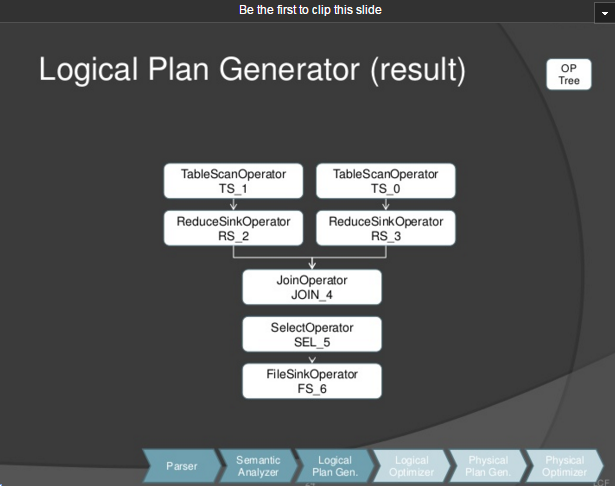 Be the first to clip this slide
Logical Plan Generator (result)
OP
Tree
TableScanOperator
TS_1
TableScanOperator
TS_0
ReduceSinkOperator
RS_2
ReduceSinkOperator
RS_3
JoinOperator
JOIN_4
SelectOperator
SEL_5
FileSinkOperator
FS_6
Parser
Semantic
Analyzer
Logical
Plan Gen.
Logical
Optimizer
Physical
Plan Gen.
Physical
Optimizer